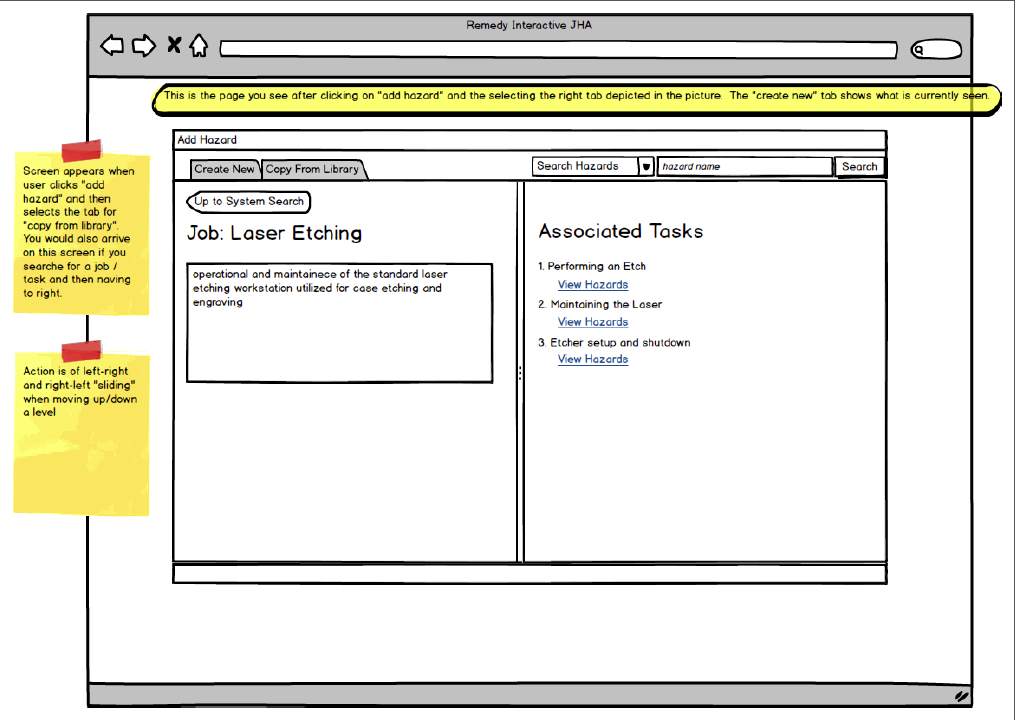 Remedy Interactive JHA
This is the page you see after clicking on "add hazard" and the selecting the right tab depicted in the picture. The "create new" tab shows what is currently seen.
Screen appears when
user clicks "add
hazard" and then
selects the tab for
"copy from library".
You would also arrive
on this screen if you
searche for a job /
task and then naving
to right.
Action is of left-right
and right-left "sliding"
when moving up/down
a level
Add Hazard
Create New
Copy From Library
Search Hazards
hazard name
Search
Up to System Search
Job: Laser Etching
operational and maintainece of the standard laser
etching workstation utilized for case etching and
engraving
Associated Tasks
1. Performing an Etch
View Hazards
2. Maintaining the Laser
View Hazards
3. Etcher setup and shutdown
View Hazards